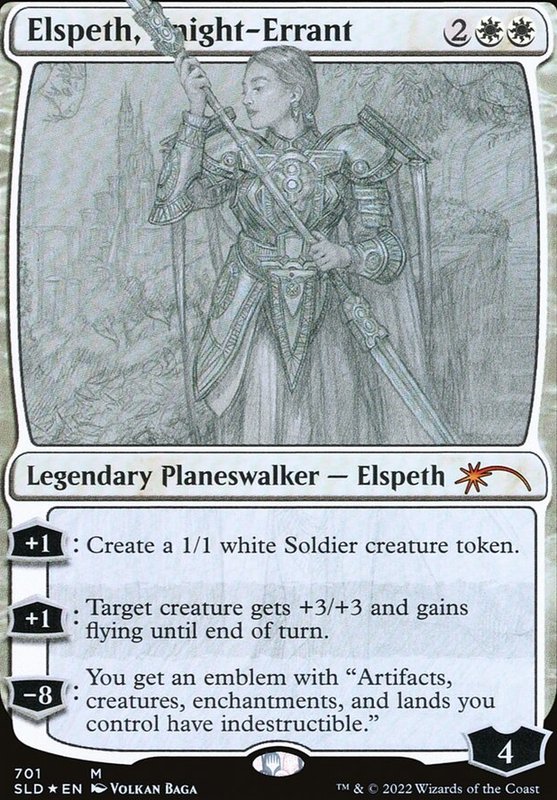 Elspeth, Knight-Errant 2
Legendary Planeswalker — Elspeth
+1 : Create a 1/1 white Soldier creature token.
+1 : Target creature gets +3/+3 and gains
flying until end of turn.
-8 : You get an emblem with “Artifacts,
creatures, enchantments, and lands you
control have indestructible.”
4
701 M
SLD ★ EN Volkan Baga ™ & © 2022 Wizards of the Coast